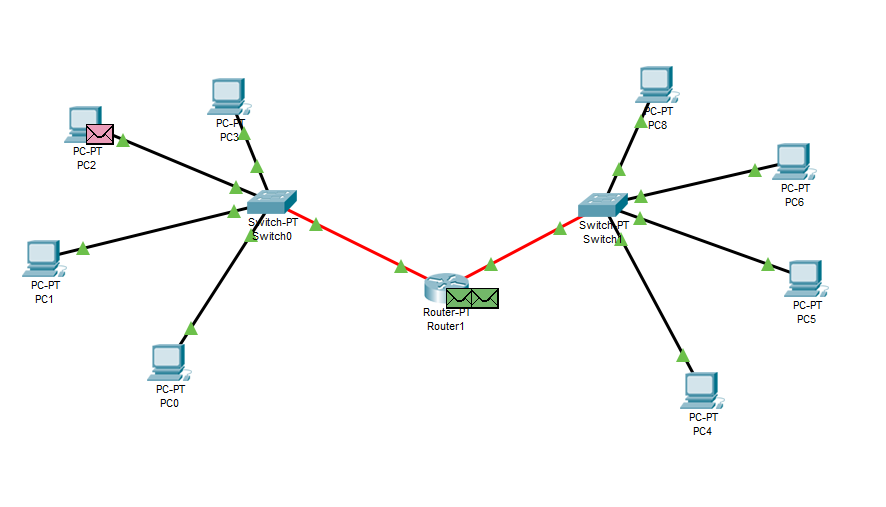 PC-PT
PC8
PC-PT
PC3
PC-PT
PC2
PC-PT
PC6
Switch-PT
Switch0
Switch-PT
Switch1
PC-PT
PC1
PC-PT
PC5
Router-PT
Router1
PC-PT
PC0
PC-PT
PC4